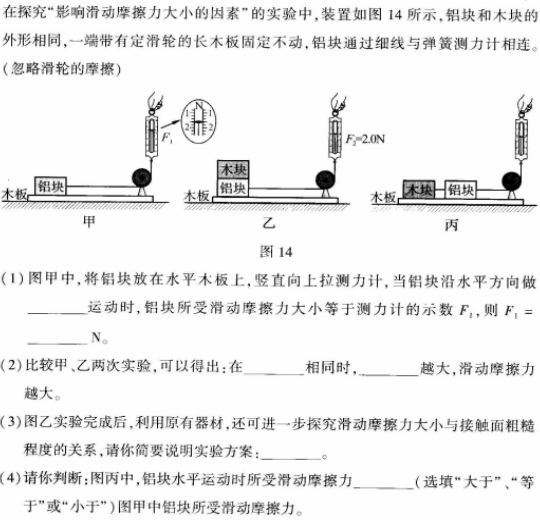 在探究“影响滑动摩擦力大小的因素”的实验中,装置如图 14 所示,铝块和木块的
外形相同,一端带有定滑轮的长木板固定不动,铝块通过细线与弹簧测力计相连。
(忽略滑轮的摩擦)
N
1 1
2 2
F₁
铝块
木板
甲
F₂=2.0N
木块
铝块
木板
乙
木块 铝块
木板
丙
图 14
(1)图甲中,将铝块放在水平木板上,竖直向上拉测力计,当铝块沿水平方向做
________运动时,铝块所受滑动摩擦力大小等于测力计的示数 F₁,则 F₁ =
________ N。
(2)比较甲、乙两次实验,可以得出:在________相同时,________越大,滑动摩擦力
越大。
(3)图乙实验完成后,利用原有器材,还可进一步探究滑动摩擦力大小与接触面粗糙
程度的关系,请你简要说明实验方案:________。
(4)请你判断:图丙中,铝块水平运动时所受滑动摩擦力________(选填“大于”、“等
于”或“小于”)图甲中铝块所受滑动摩擦力。